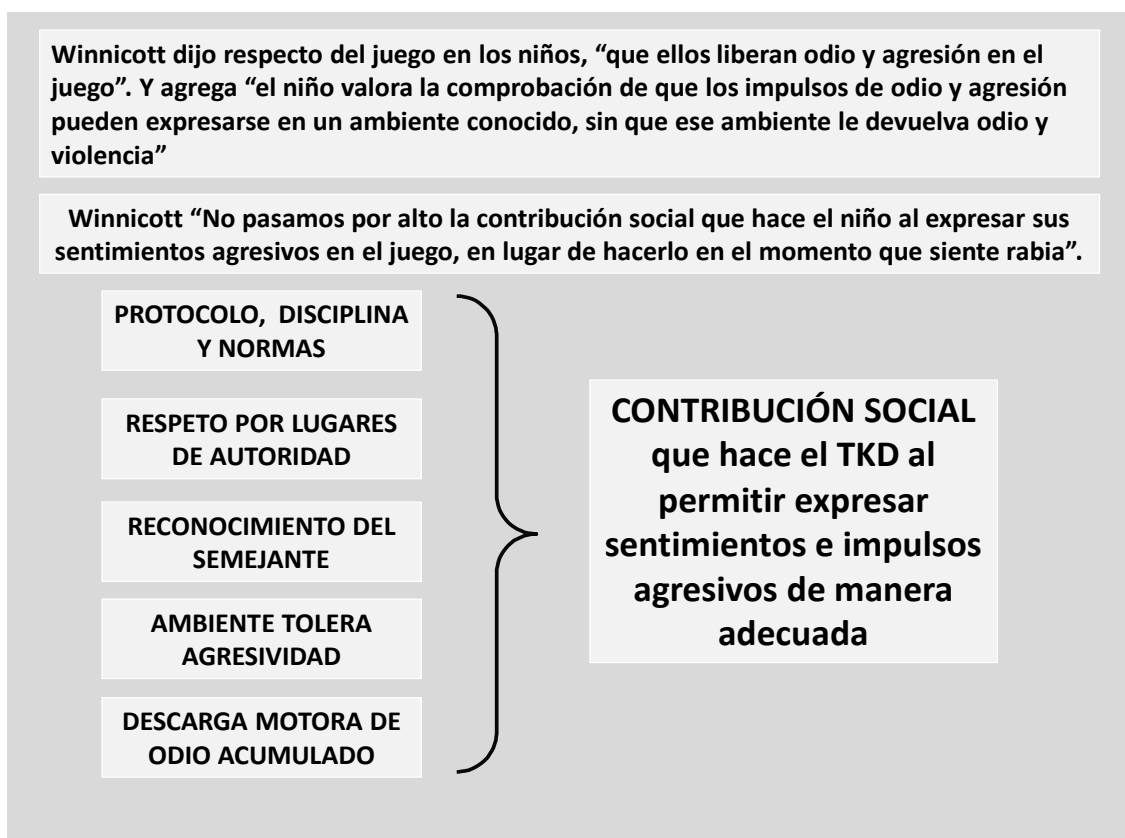 Winnicott dijo respecto del juego en los niños, “que ellos liberan odio y agresión en el
juego”. Y agrega “el niño valora la comprobación de que los impulsos de odio y agresión
pueden expresarse en un ambiente conocido, sin que ese ambiente le devuelva odio y
violencia”
Winnicott “No pasamos por alto la contribución social que hace el niño al expresar sus
sentimientos agresivos en el juego, en lugar de hacerlo en el momento que siente rabia”.
PROTOCOLO, DISCIPLINA
Y NORMAS
RESPETO POR LUGARES
DE AUTORIDAD
RECONOCIMIENTO DEL
SEMEJANTE
AMBIENTE TOLERA
AGRESIVIDAD
DESCARGA MOTORA DE
ODIO ACUMULADO
CONTRIBUCIÓN SOCIAL
que hace el TKD al
permitir expresar
sentimientos e impulsos
agresivos de manera
adecuada